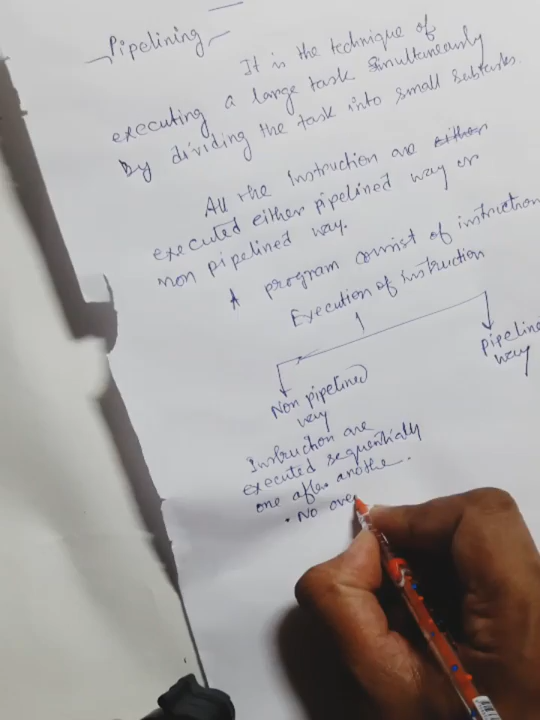 Pipelining
It is the technique of
executing a large task simultaneously
by dividing the task into small subtasks.
All the Instruction are either
executed either pipelined way or
non pipelined way.
A program consist of instruction
Execution of instruction
Pipeline
way
Non pipelined
way
Instruction are
executed sequentially
one after anothe.
• No ove